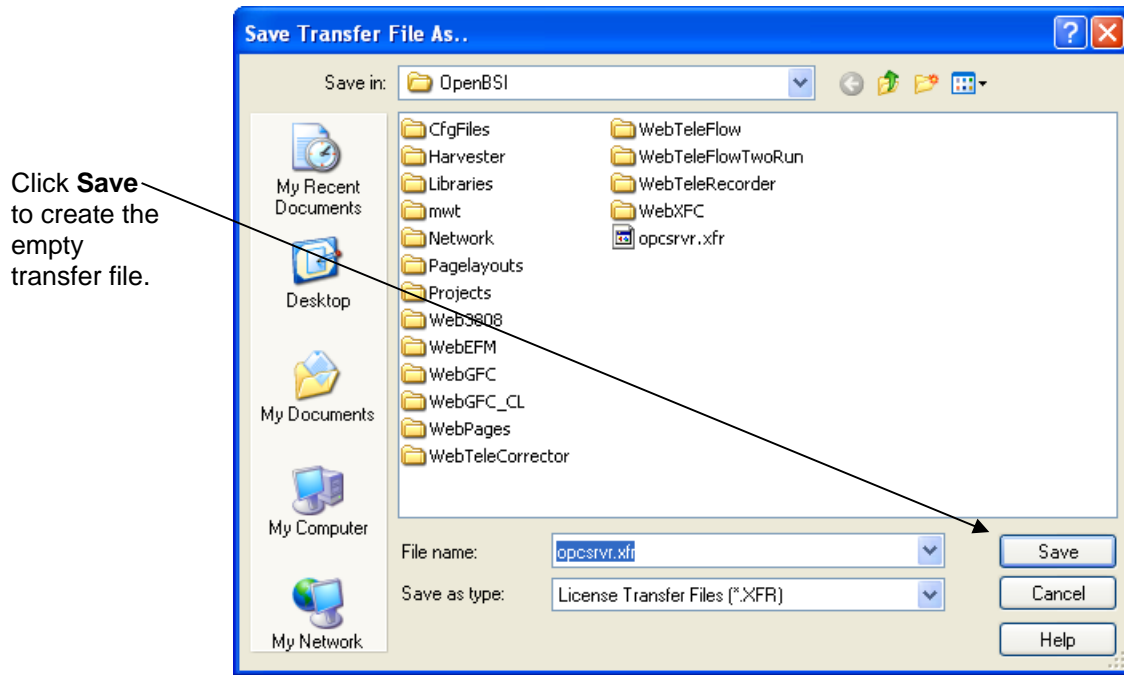 Save Transfer File As..
Save in:
OpenBSI
My Recent
Documents
Desktop
My Documents
My Computer
My Network
CfgFiles
Harvester
Libraries
mwt
Network
Pagelayouts
Projects
Web3808
WebEFM
WebGFC
WebGFC_CL
WebPages
WebTeleCorrector
WebTeleFlow
WebTeleFlowTwoRun
WebTeleRecorder
WebXFC
opcsrvr.xfr
File name:
opcsrvr.xfr
Save
Save as type:
License Transfer Files (*.XFR)
Cancel
Help
Click Save
to create the
empty
transfer file.